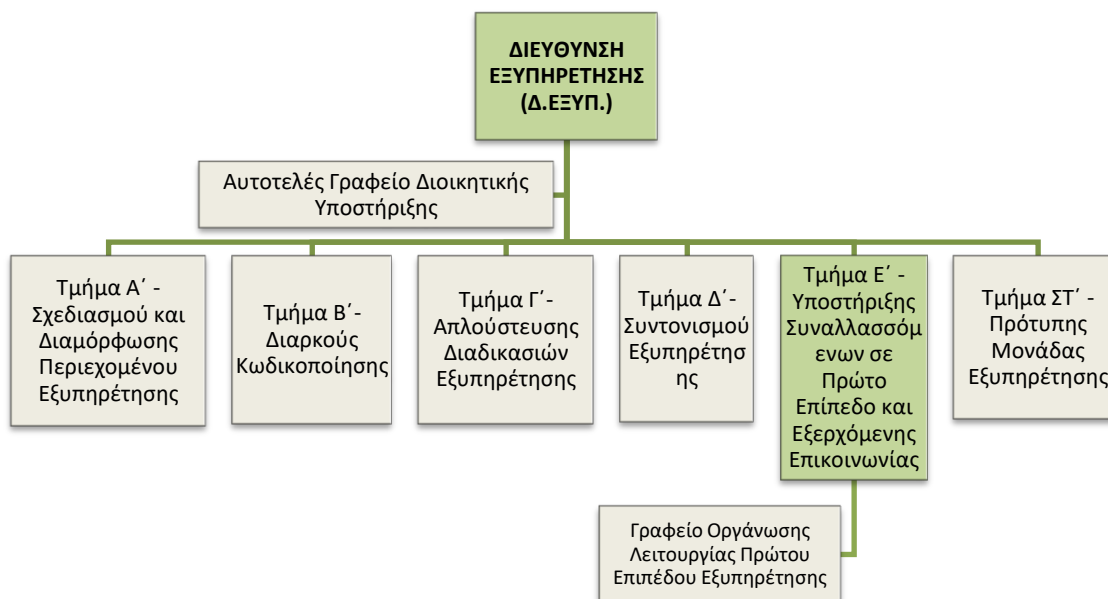 ΔΙΕΥΘΥΝΣΗ
ΕΞΥΠΗΡΕΤΗΣΗΣ
(Δ.ΕΞΥΠ.)
Αυτοτελές Γραφείο Διοικητικής
Υποστήριξης
Τμήμα Α΄ -
Σχεδιασμού και
Διαμόρφωσης
Περιεχομένου
Εξυπηρέτησης
Τμήμα Β΄-
Διαρκούς
Κωδικοποίησης
Τμήμα Γ΄-
Απλούστευσης
Διαδικασιών
Εξυπηρέτησης
Τμήμα Δ΄-
Συντονισμού
Εξυπηρέτησ
ης
Τμήμα Ε΄ -
Υποστήριξης
Συναλλασσόμ
ενων σε
Πρώτο
Επίπεδο και
Εξερχόμενης
Επικοινωνίας
Τμήμα ΣΤ΄ -
Πρότυπης
Μονάδας
Εξυπηρέτησης
Γραφείο Οργάνωσης
Λειτουργίας Πρώτου
Επιπέδου Εξυπηρέτησης